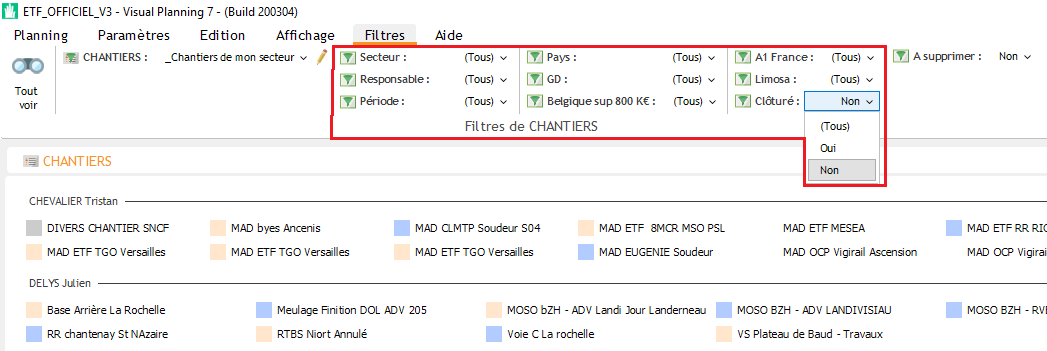 ETF_OFFICIEL_V3 - Visual Planning 7 - (Build 200304)
Planning Paramètres Edition Affichage Filtres Aide
CHANTIERS : _Chantiers de mon secteur Secteur : (Tous) Pays : (Tous) A1 France : (Tous) A supprimer : Non
Tout voir Responsable : (Tous) GD : (Tous) Limosa : (Tous)
Période : (Tous) Belgique sup 800 K€ : (Tous) Clôturé : Non
Filtres de CHANTIERS
(Tous)
Oui
Non
CHANTIERS
CHEVALIER Tristan
DIVERS CHANTIER SNCF MAD byes Ancenis MAD CLMTP Soudeur S04 MAD ETF 8MCR MSO PSL MAD ETF MESEA MAD ETF RR RIC
MAD ETF TGO Versailles MAD ETF TGO Versailles MAD ETF TGO Versailles MAD EUGENIE Soudeur MAD OCP Vigirail Ascension MAD OCP Vigirai
DELYS Julien
Base Arrière La Rochelle Meulage Finition DOL ADV 205 MOSO bZH - ADV Landi Jour Landerneau MOSO BZH - ADV LANDIVISIAU MOSO BZH - RVE
RR chantenay St NAzaire RTBS Niort Annulé Voie C La rochelle VS Plateau de Baud - Travaux